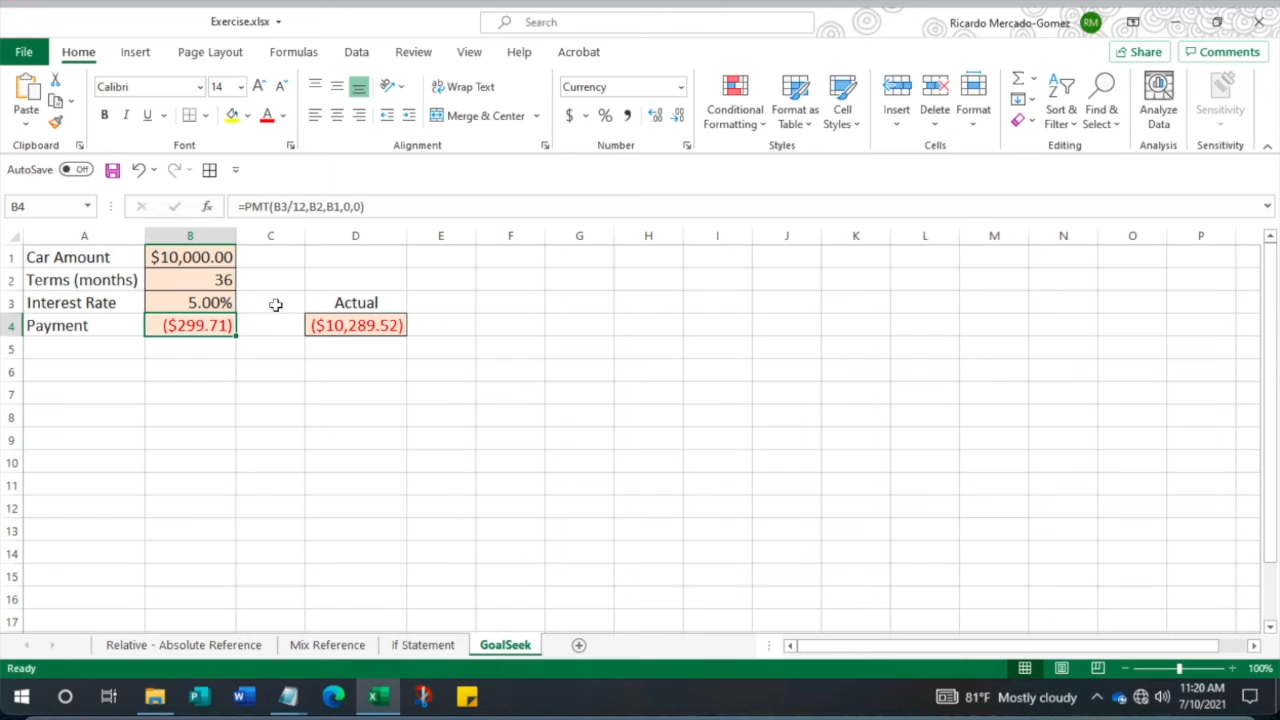 Exercise.xlsx
Search
Ricardo Mercado-Gomez RM
File Home Insert Page Layout Formulas Data Review View Help Acrobat Share Comments
Paste
Calibri 14
B I U A
Wrap Text
Merge & Center
Currency
$ %
Conditional Formatting
Format as Table
Cell Styles
Insert Delete Format
Sort & Filter
Find & Select
Analyze Data
Sensitivity
Clipboard Font Alignment Number Styles Cells Editing Analysis Sensitivity
AutoSave Off
B4 fx =PMT(B3/12,B2,B1,0,0)
A B C D E F G H I J K L M N O P
1 Car Amount $10,000.00
2 Terms (months) 36
3 Interest Rate 5.00% Actual
4 Payment ($299.71) ($10,289.52)
5
6
7
8
9
10
11
12
13
14
15
16
17
Relative - Absolute Reference Mix Reference If Statement GoalSeek
Ready 100%
81°F Mostly cloudy 11:20 AM
7/10/2021